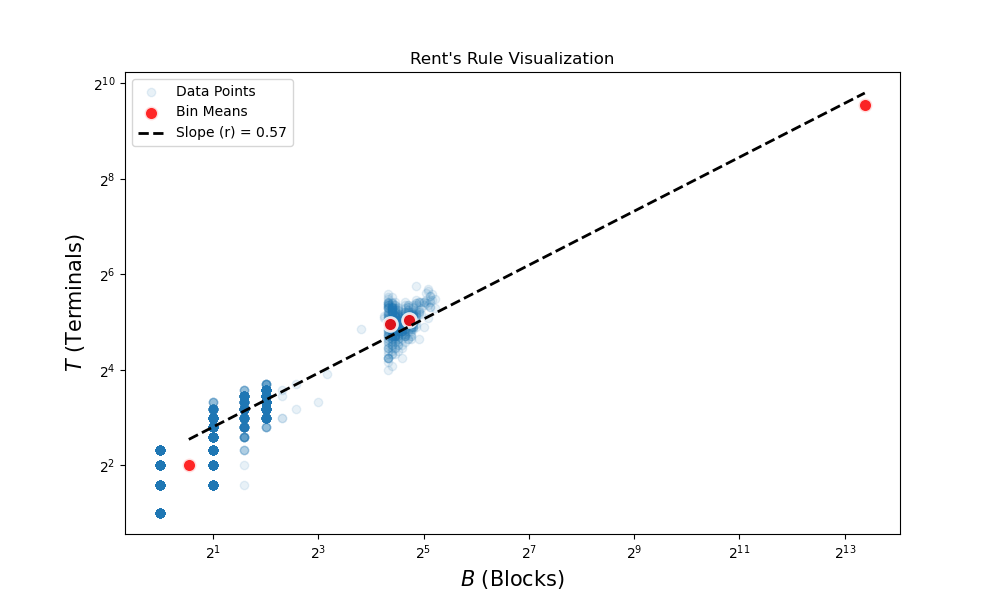 Rent's Rule Visualization
Data Points
Bin Means
Slope (r) = 0.57
T (Terminals)
2^10
2^8
2^6
2^4
2^2
2^1 2^3 2^5 2^7 2^9 2^11 2^13
B (Blocks)